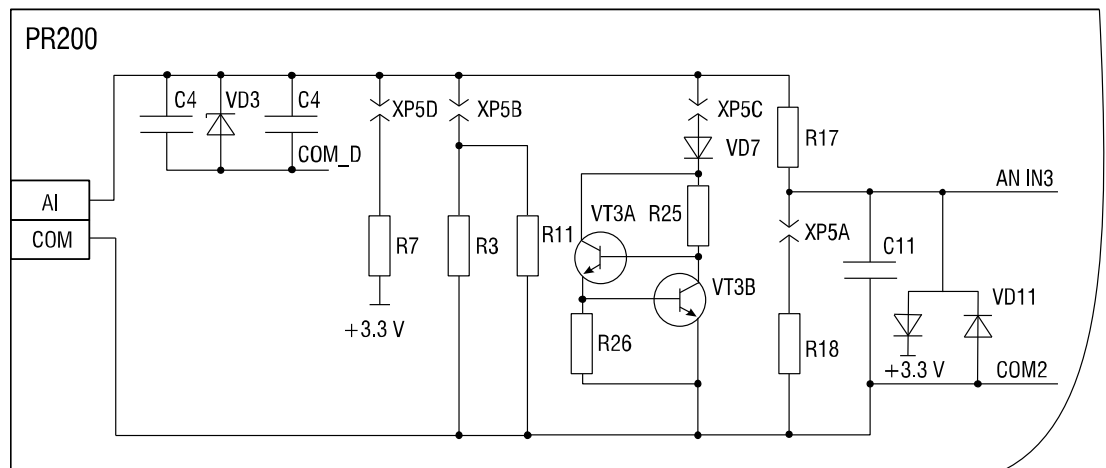 PR200
C4
VD3
C4
XP5D
XP5B
XP5C
VD7
R17
COM_D
AN IN3
AI
COM
R7
R3
R11
VT3A
R25
XP5A
C11
VT3B
VD11
+3.3 V
R26
R18
+3.3 V
COM2